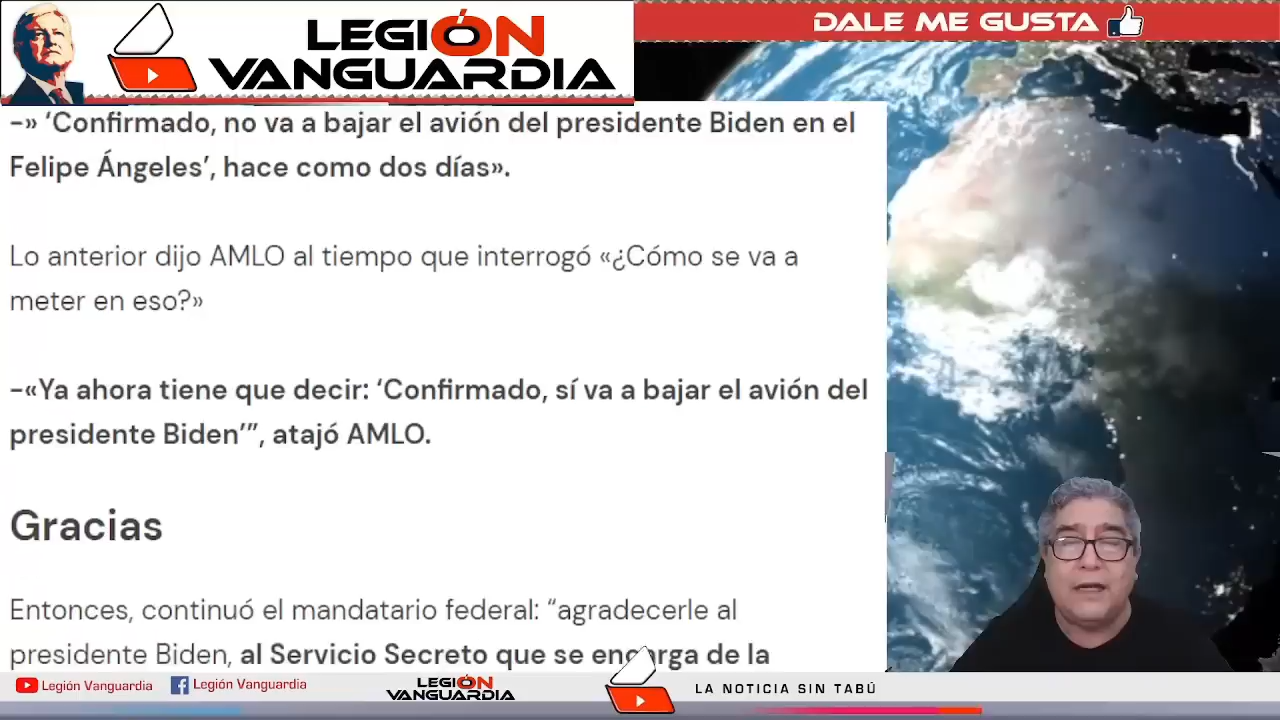 LEGIÓN
VANGUARDIA
DALE ME GUSTA
-» ‘Confirmado, no va a bajar el avión del presidente Biden en el
Felipe Ángeles’, hace como dos días».
Lo anterior dijo AMLO al tiempo que interrogó «¿Cómo se va a
meter en eso?»
-«Ya ahora tiene que decir: ‘Confirmado, sí va a bajar el avión del
presidente Biden’”, atajó AMLO.
Gracias
Entonces, continuó el mandatario federal: “agradecerle al
presidente Biden, al Servicio Secreto que se encarga de la
Legión Vanguardia
Legión Vanguardia
LEGIÓN
VANGUARDIA
LA NOTICIA SIN TABÚ